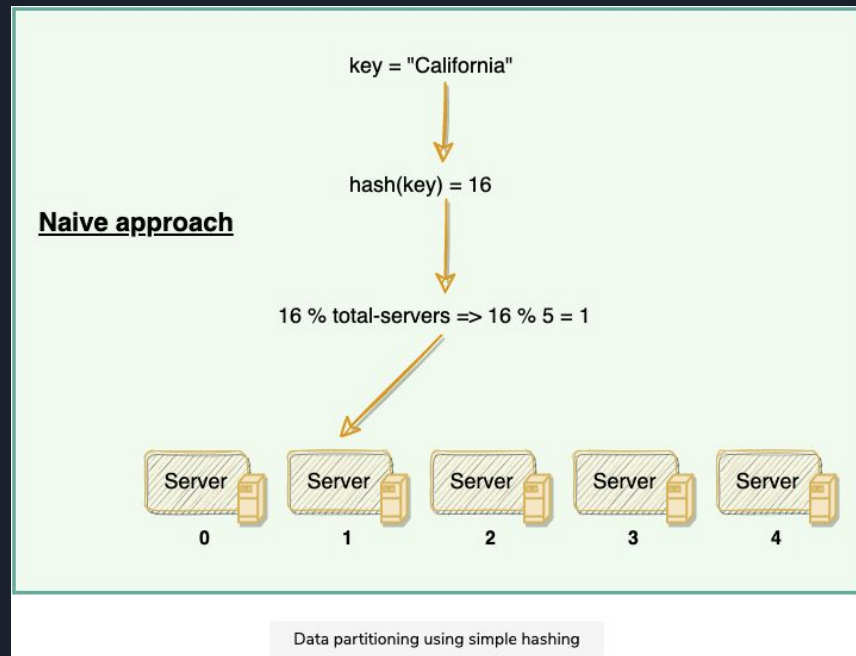 key = "California"
hash(key) = 16
Naive approach
16 % total-servers => 16 % 5 = 1
Server Server Server Server Server
0 1 2 3 4
Data partitioning using simple hashing